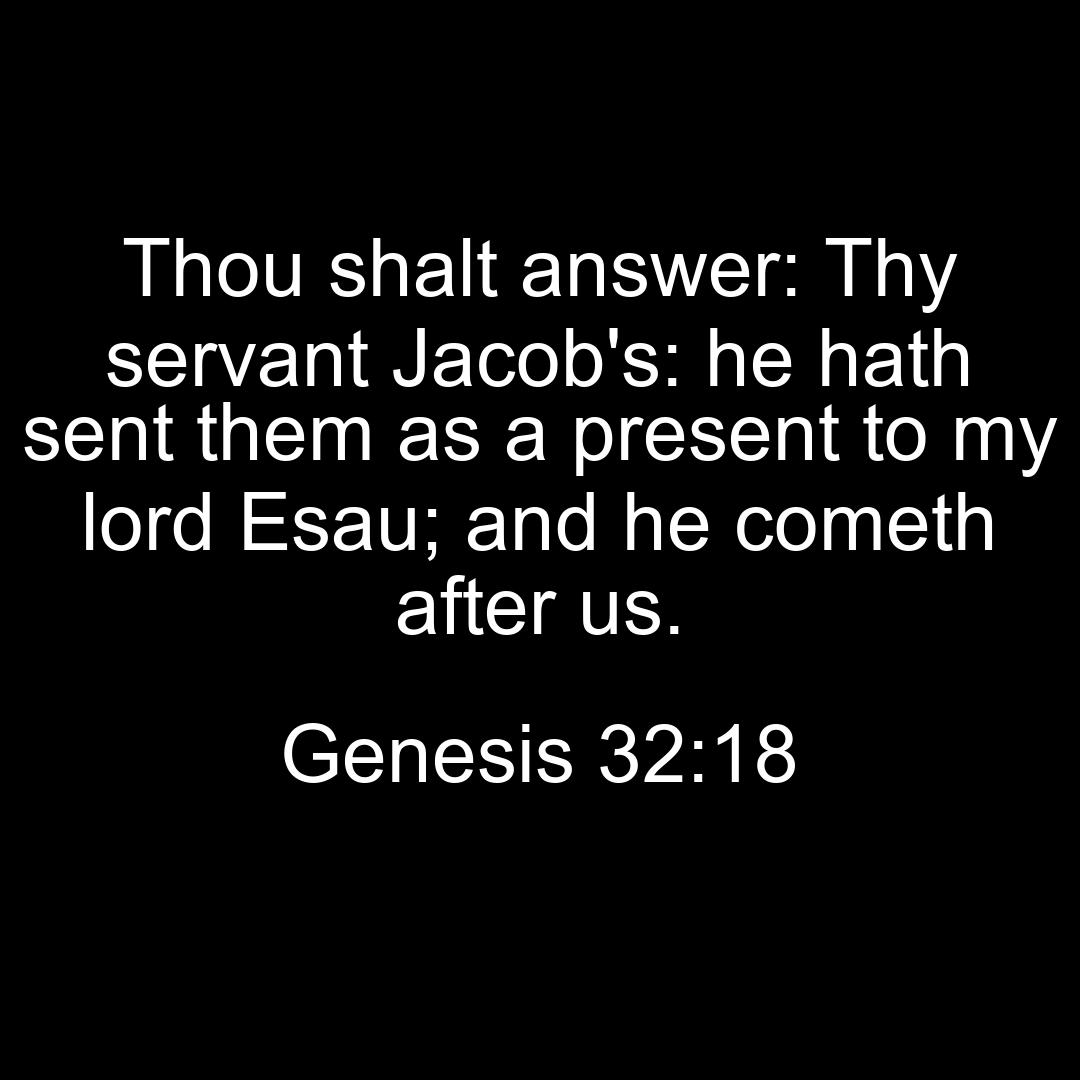 Thou shalt answer: Thy
servant Jacob's: he hath
sent them as a present to my
lord Esau; and he cometh
after us.
Genesis 32:18